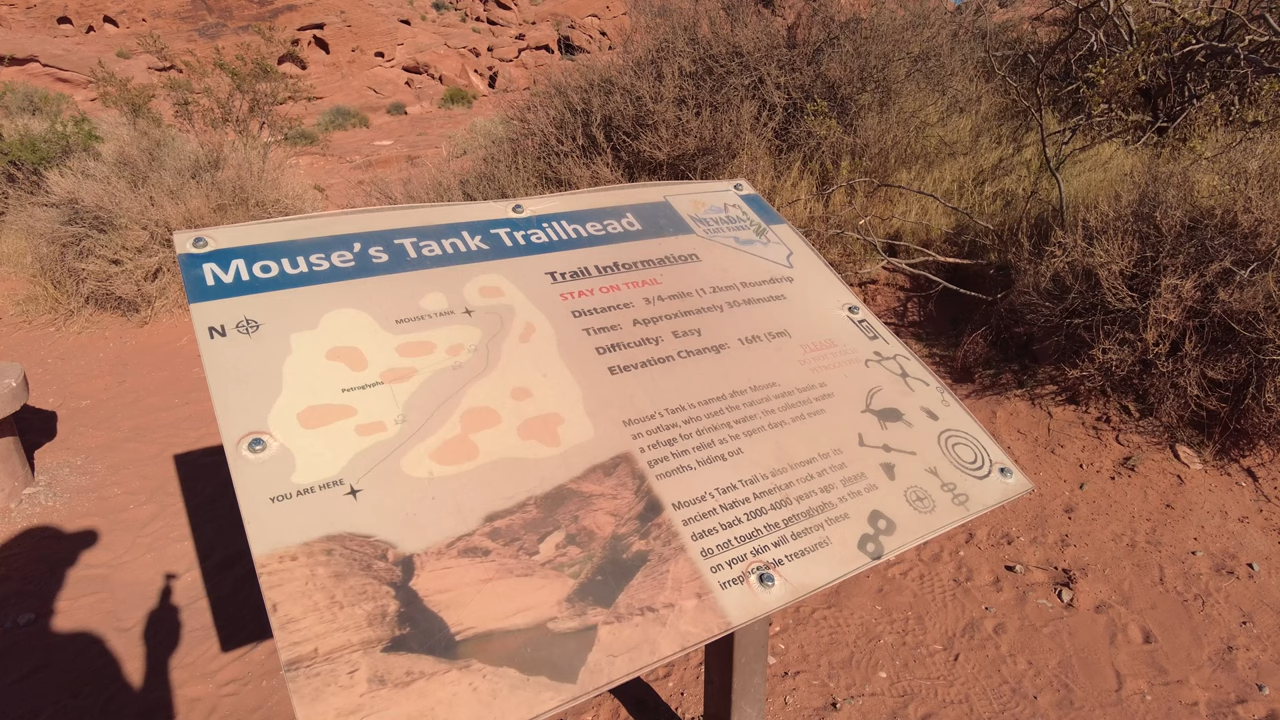 Mouse's Tank Trailhead
NEVADA
STATE PARKS
N
MOUSE'S TANK
Petroglyphs
YOU ARE HERE
Trail Information
STAY ON TRAIL
Distance: 3/4-mile (1.2km) Roundtrip
Time: Approximately 30-Minutes
Difficulty: Easy
Elevation Change: 16ft (5m)
PLEASE
Mouse's Tank is named after Mouse,
an outlaw, who used the natural water basin as
a refuge for drinking water; the collected water
gave him relief as he spent days, and even
months, hiding out
Mouse's Tank Trail is also known for its
ancient Native American rock art that
dates back 2000-4000 years ago; please
do not touch the petroglyphs, as the oils
on your skin will destroy these
treasures!